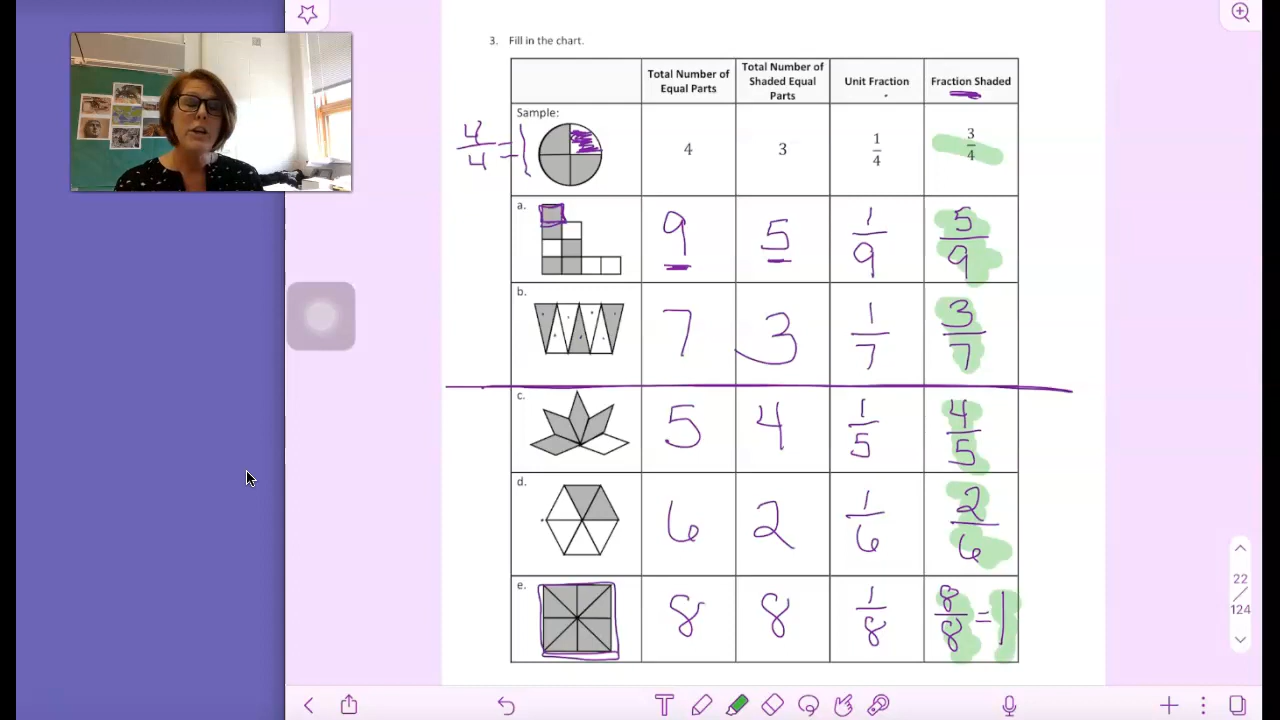 3. Fill in the chart.
Total Number of Equal Parts
Total Number of Shaded Equal Parts
Unit Fraction
Fraction Shaded
Sample:
4/4 = 1
4
3
1/4
3/4
a.
9
5
1/9
5/9
b.
7
3
1/7
3/7
c.
5
4
1/5
4/5
d.
6
2
1/6
2/6
e.
8
8
1/8
8/8 = 1
22
/
124
T